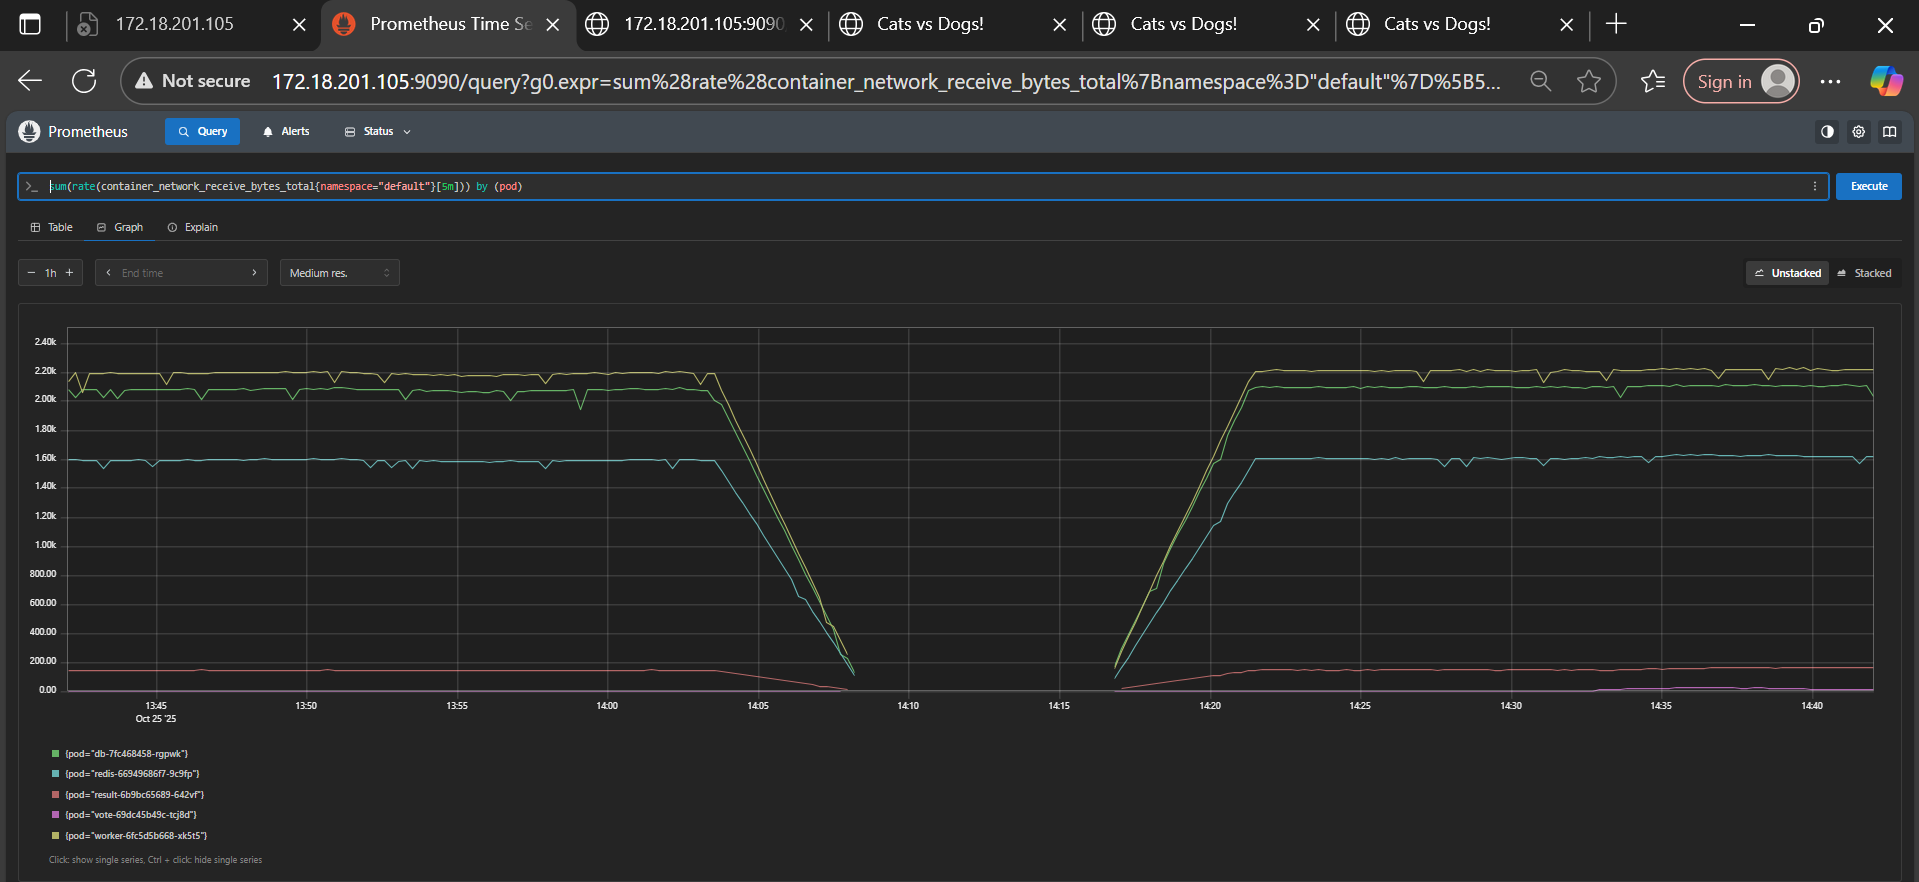 172.18.201.105
Prometheus Time Se
172.18.201.105:9090
Cats vs Dogs!
Cats vs Dogs!
Cats vs Dogs!
Not secure
172.18.201.105:9090/query?g0.expr=sum%28rate%28container_network_receive_bytes_total%7Bnamespace%3D"default"%7D%5B5...
Sign in
Prometheus
Query
Alerts
Status
sum(rate(container_network_receive_bytes_total{namespace="default"}[5m])) by (pod)
Execute
Table
Graph
Explain
1h
End time
Medium res.
Unstacked
Stacked
2.40k
2.20k
2.00k
1.80k
1.60k
1.40k
1.20k
1.00k
800.00
600.00
400.00
200.00
0.00
13:45 13:50 13:55 14:00 14:05 14:10 14:15 14:20 14:25 14:30 14:35 14:40
Oct 25 '25
{pod="db-7fc468458-rgpwk"}
{pod="redis-66949686f7-9c9fp"}
{pod="result-6b9bc65689-642vf"}
{pod="vote-69dc45b49c-tcj8d"}
{pod="worker-6fc5d5b668-xk5t5"}
Click: show single series, Ctrl + click: hide single series